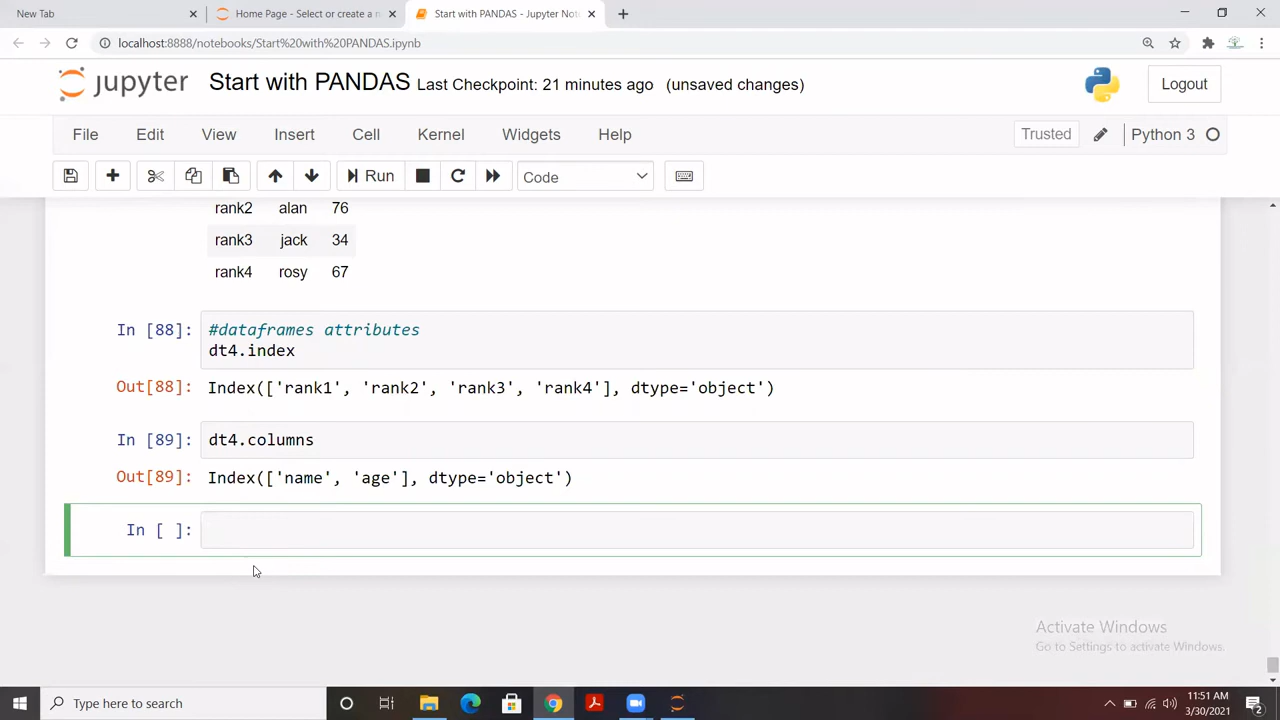 New Tab
Home Page - Select or create a n
Start with PANDAS - Jupyter Not
localhost:8888/notebooks/Start%20with%20PANDAS.ipynb
jupyter Start with PANDAS Last Checkpoint: 21 minutes ago (unsaved changes) Logout
File Edit View Insert Cell Kernel Widgets Help Trusted Python 3
Run Code
rank2 alan 76
rank3 jack 34
rank4 rosy 67
In [88]: #dataframes attributes
dt4.index
Out[88]: Index(['rank1', 'rank2', 'rank3', 'rank4'], dtype='object')
In [89]: dt4.columns
Out[89]: Index(['name', 'age'], dtype='object')
In [ ]:
Activate Windows
Go to Settings to activate Windows.
Type here to search
11:51 AM
3/30/2021
2